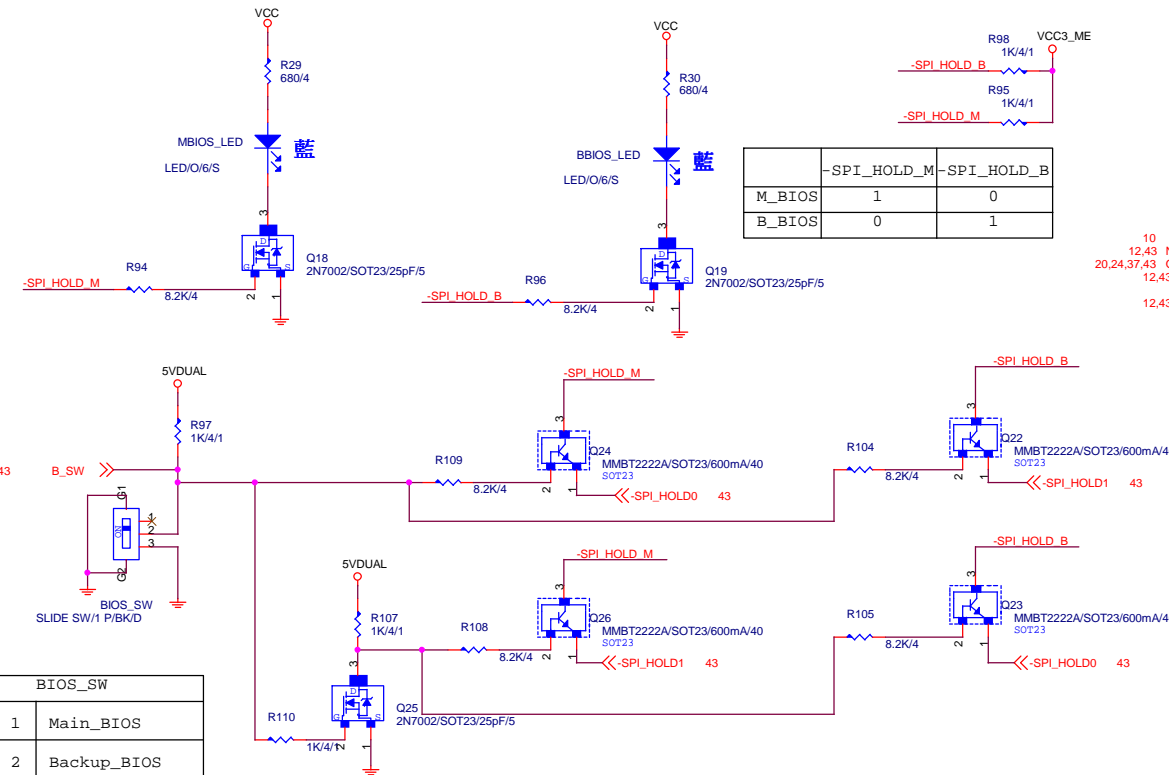 VCC
R29
680/4
MBIOS_LED
藍
LED/O/6/S
3
D
G
S
Q18
2N7002/SOT23/25pF/5
2
1
R94
-SPI_HOLD_M
8.2K/4
VCC
R30
680/4
BBIOS_LED
藍
LED/O/6/S
3
D
G
S
Q19
2N7002/SOT23/25pF/5
2
1
R96
-SPI_HOLD_B
8.2K/4
R98
1K/4/1
VCC3_ME
-SPI_HOLD_B
R95
1K/4/1
-SPI_HOLD_M
-SPI_HOLD_M -SPI_HOLD_B
M_BIOS 1 0
B_BIOS 0 1
10
12,43 N
20,24,37,43
12,43
12,43
5VDUAL
R97
1K/4/1
43
B_SW
G1
ON
1
2
3
G2
BIOS_SW
SLIDE SW/1 P/BK/D
R109
8.2K/4
-SPI_HOLD_M
3
Q24
MMBT2222A/SOT23/600mA/40
SOT23
2
1
-SPI_HOLD0 43
R104
8.2K/4
-SPI_HOLD_B
3
Q22
MMBT2222A/SOT23/600mA/4
SOT23
2
1
-SPI_HOLD1 43
5VDUAL
R107
1K/4/1
3
D
G
S
Q25
2N7002/SOT23/25pF/5
2
1
R110
1K/4/1
R108
8.2K/4
-SPI_HOLD_M
3
Q26
MMBT2222A/SOT23/600mA/40
SOT23
2
1
-SPI_HOLD1 43
R105
8.2K/4
-SPI_HOLD_B
3
Q23
MMBT2222A/SOT23/600mA/4
SOT23
2
1
-SPI_HOLD0 43
BIOS_SW
1 Main_BIOS
2 Backup_BIOS